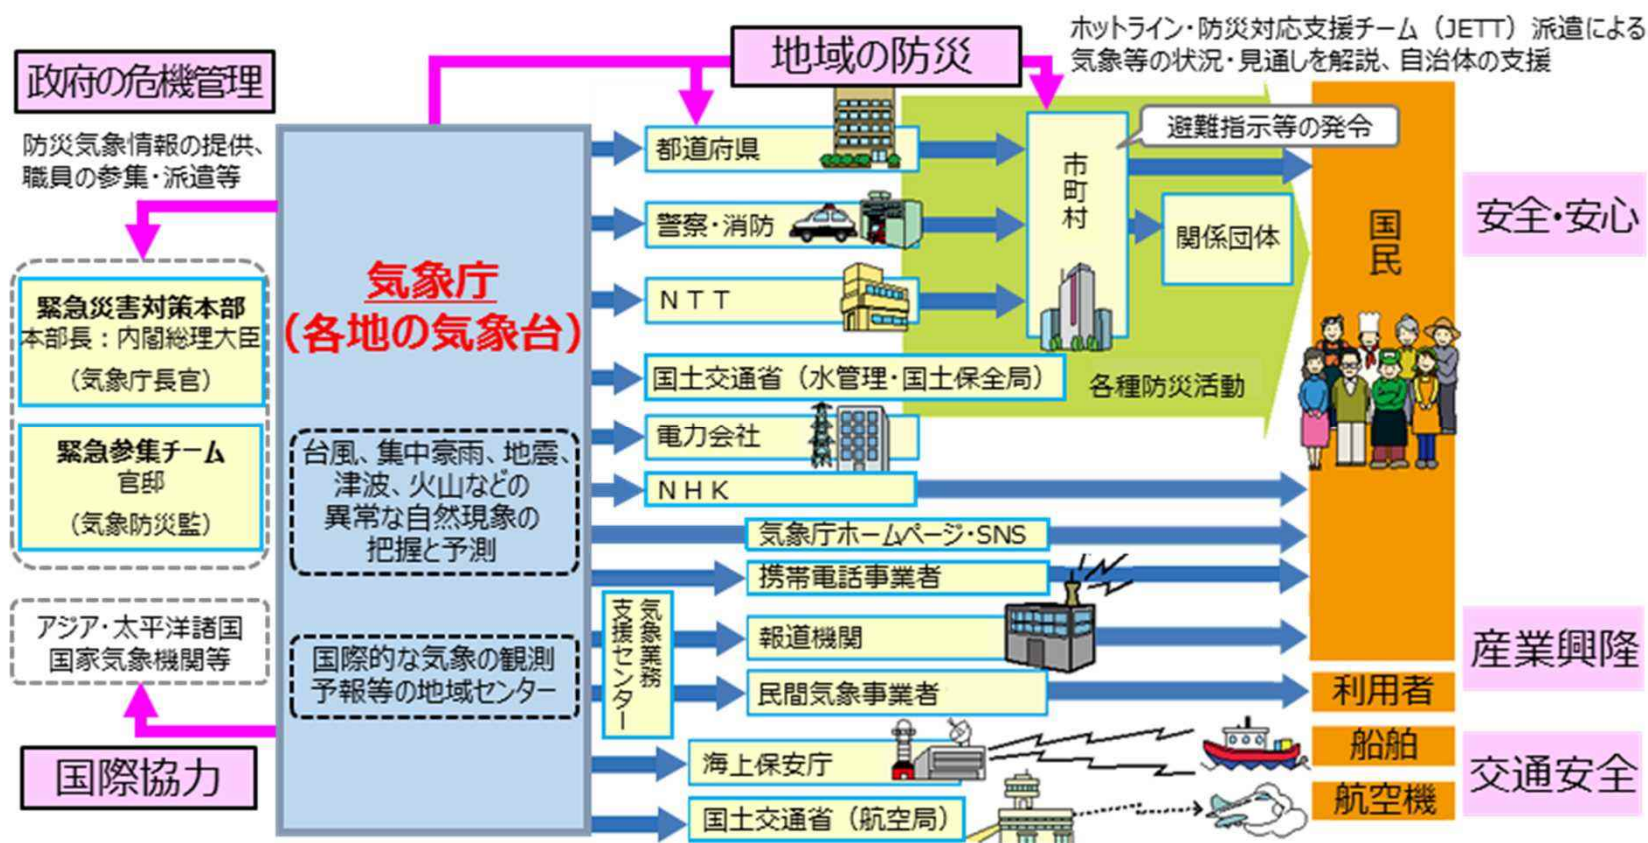 政府の危機管理
防災気象情報の提供、
職員の参集・派遣等
緊急災害対策本部
本部長：内閣総理大臣
（気象庁長官）
緊急参集チーム
官邸
（気象防災監）
アジア・太平洋諸国
国家気象機関等
国際協力
気象庁
（各地の気象台）
台風、集中豪雨、地震、
津波、火山などの
異常な自然現象の
把握と予測
国際的な気象の観測
予報等の地域センター
地域の防災
ホットライン・防災対応支援チーム（JETT）派遣による
気象等の状況・見通しを解説、自治体の支援
都道府県
警察・消防
ＮＴＴ
国土交通省（水管理・国土保全局）
電力会社
ＮＨＫ
気象庁ホームページ・SNS
携帯電話事業者
気象業務
支援センター
報道機関
民間気象事業者
海上保安庁
国土交通省（航空局）
市町村
避難指示等の発令
関係団体
各種防災活動
国民
利用者
船舶
航空機
安全・安心
産業興隆
交通安全